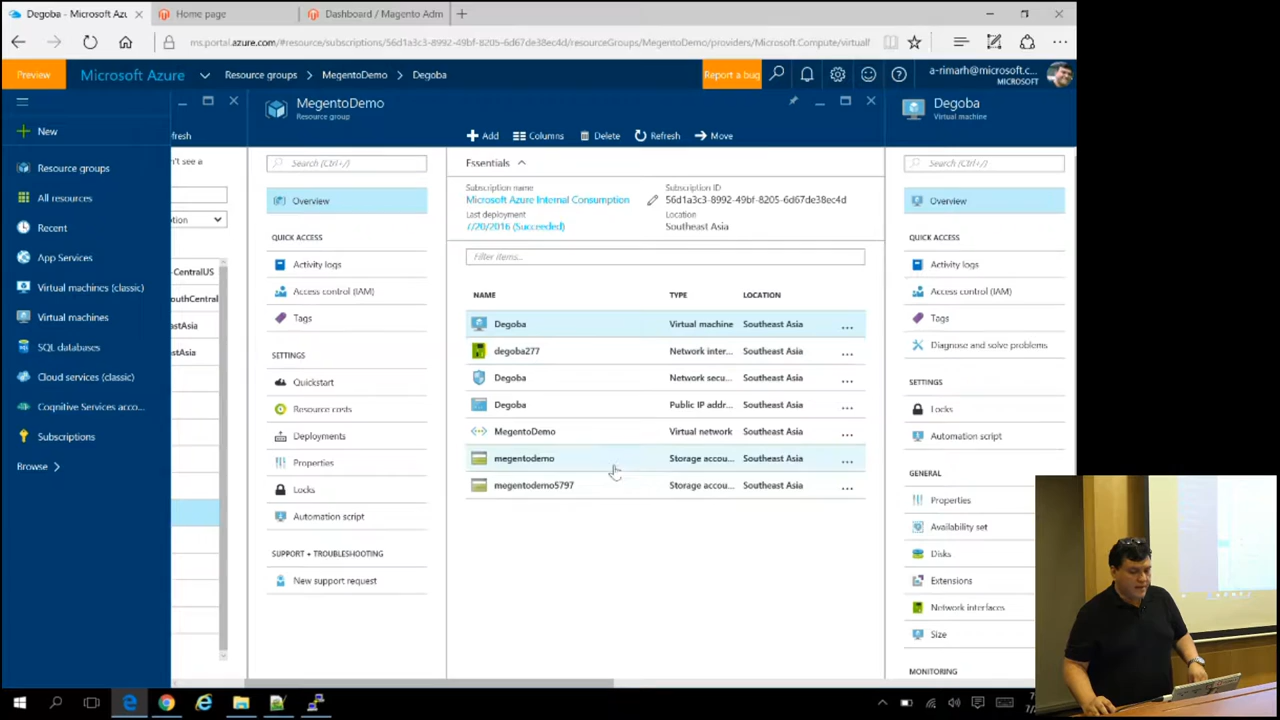 Degoba - Microsoft Azu
Home page
Dashboard / Magento Adm
ms.portal.azure.com/#resource/subscriptions/56d1a3c3-8992-49bf-8205-6d67de38ec4d/resourceGroups/MegentoDemo/providers/Microsoft.Compute/virtuall
Preview
Microsoft Azure
Resource groups
MegentoDemo
Degoba
Report a bug
a-rimarh@microsoft.c...
MICROSOFT
New
Resource groups
All resources
Recent
App Services
Virtual machines (classic)
Virtual machines
SQL databases
Cloud services (classic)
Cognitive Services acco...
Subscriptions
Browse
fresh
n't see a
ption
-CentralUS
outhCentral
astAsia
astAsia
MegentoDemo
Resource group
Add
Columns
Delete
Refresh
Move
Search (Ctrl+/)
Overview
QUICK ACCESS
Activity logs
Access control (IAM)
Tags
SETTINGS
Quickstart
Resource costs
Deployments
Properties
Locks
Automation script
SUPPORT + TROUBLESHOOTING
New support request
Essentials
Subscription name
Microsoft Azure Internal Consumption
Subscription ID
56d1a3c3-8992-49bf-8205-6d67de38ec4d
Last deployment
7/20/2016 (Succeeded)
Location
Southeast Asia
Filter items...
NAME TYPE LOCATION
Degoba Virtual machine Southeast Asia ...
degoba277 Network inter... Southeast Asia ...
Degoba Network secu... Southeast Asia ...
Degoba Public IP addr... Southeast Asia ...
MegentoDemo Virtual network Southeast Asia ...
megentodemo Storage accou... Southeast Asia ...
megentodemo5797 Storage accou... Southeast Asia ...
Degoba
Virtual machine
Search (Ctrl+/)
Overview
QUICK ACCESS
Activity logs
Access control (IAM)
Tags
Diagnose and solve problems
SETTINGS
Locks
Automation script
GENERAL
Properties
Availability set
Disks
Extensions
Network interfaces
Size
MONITORING